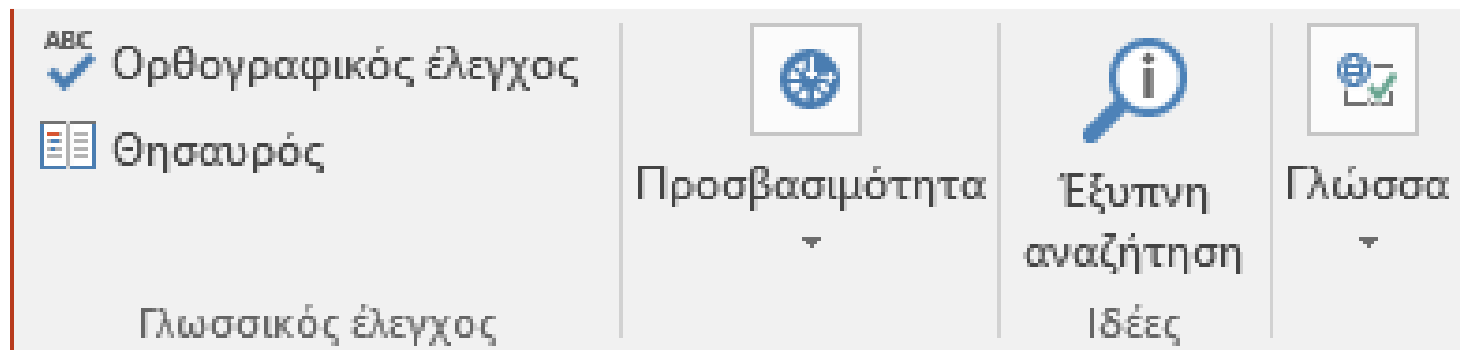 ABC
Ορθογραφικός έλεγχος
Θησαυρός
Γλωσσικός έλεγχος
Προσβασιμότητα
Έξυπνη
αναζήτηση
Ιδέες
Γλώσσα